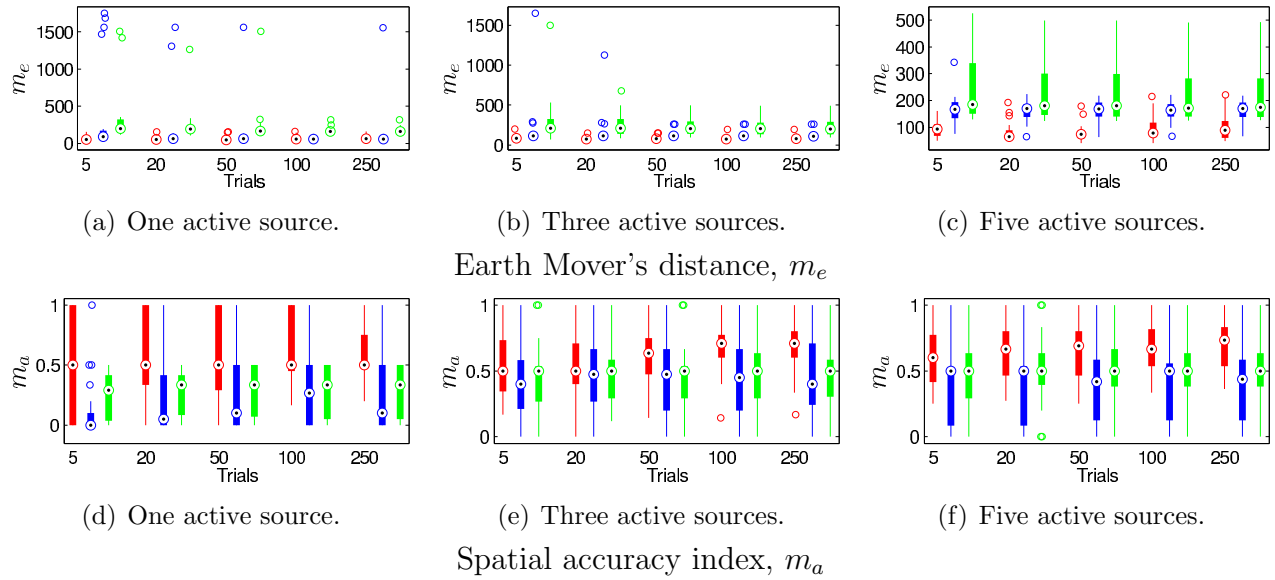 1500
1000
500
0
m_e
5 20 50 100 250
Trials
(a) One active source.
1500
1000
500
0
m_e
5 20 50 100 250
Trials
(b) Three active sources.
500
400
300
200
100
m_e
5 20 50 100 250
Trials
(c) Five active sources.
Earth Mover's distance, m_e
1
0.5
0
m_a
5 20 50 100 250
Trials
(d) One active source.
1
0.5
0
m_a
5 20 50 100 250
Trials
(e) Three active sources.
1
0.5
0
m_a
5 20 50 100 250
Trials
(f) Five active sources.
Spatial accuracy index, m_a